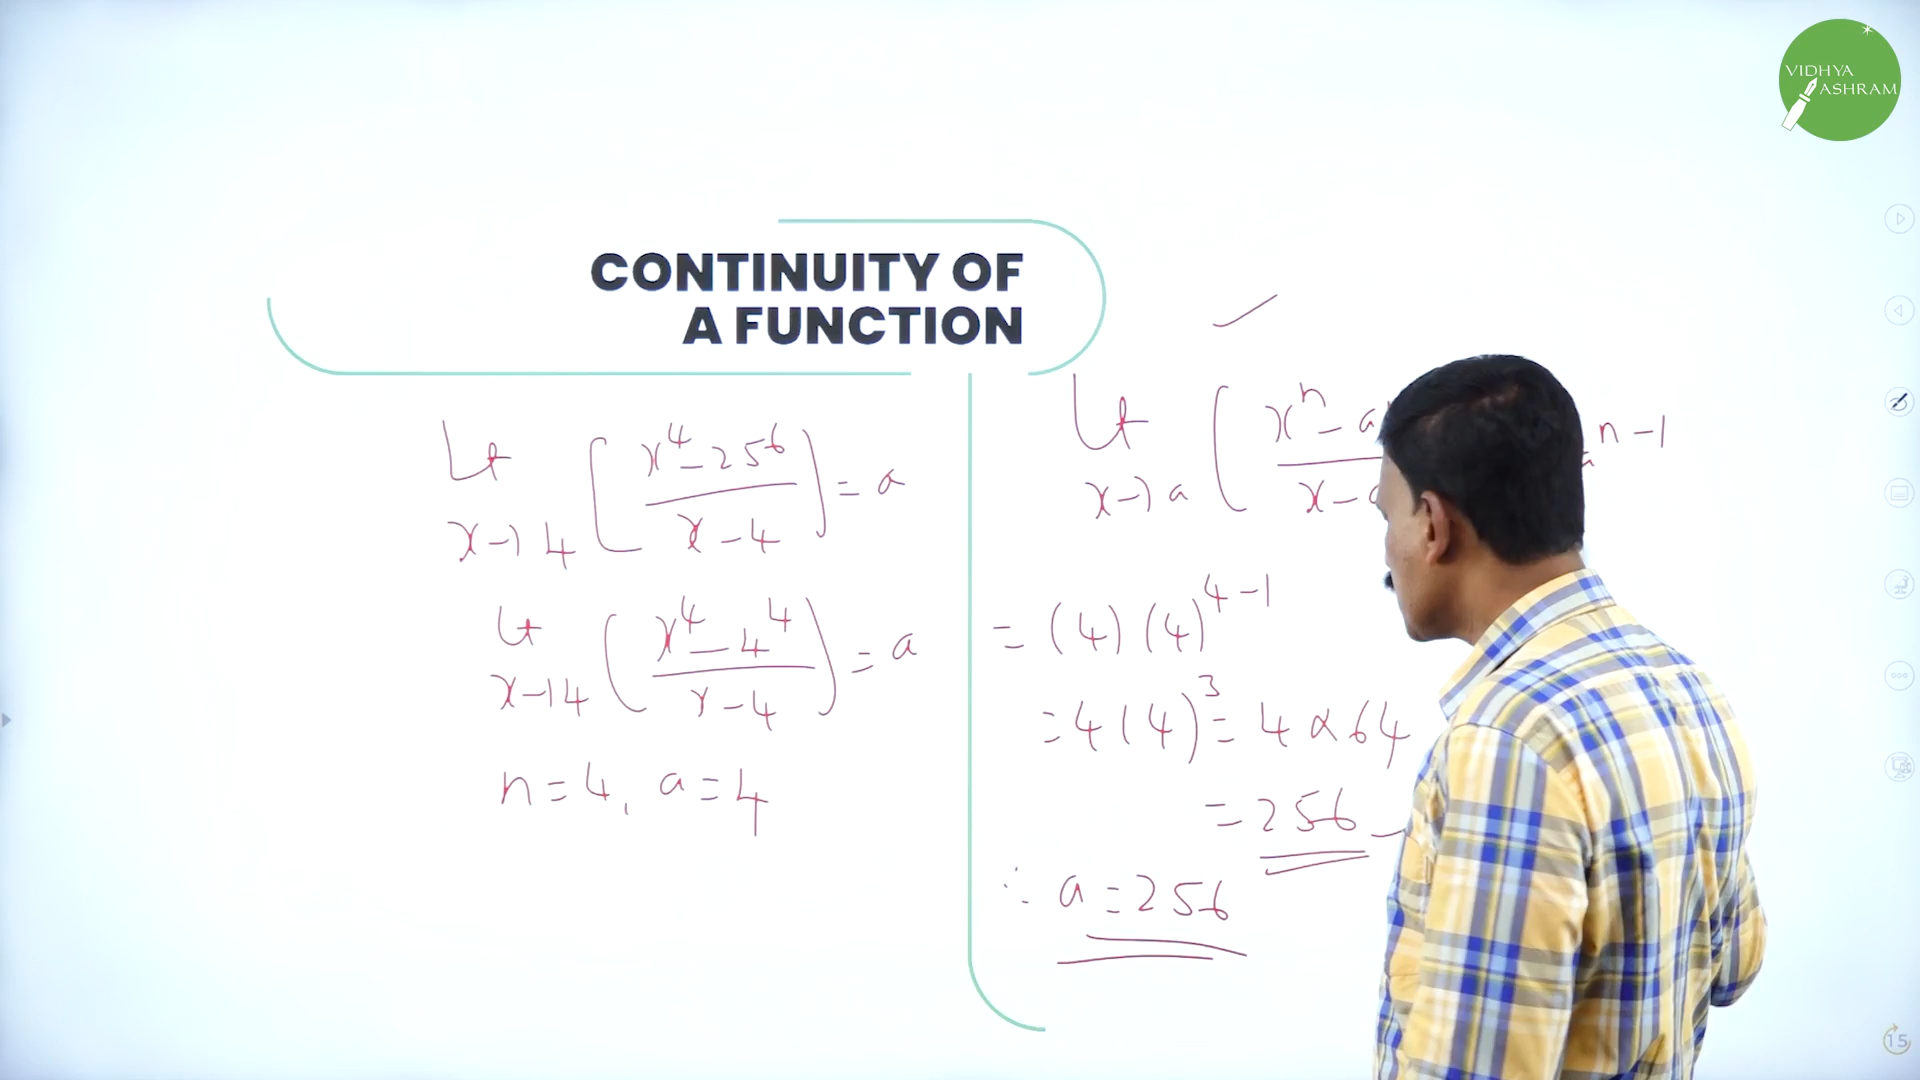 VIDHYA
ASHRAM
CONTINUITY OF
A FUNCTION
Lt x→4 [x⁴-256 / x-4] = a
Lt x→4 (x⁴-4⁴ / x-4) = a
n=4, a=4
Lt x→a (xⁿ-a
x-
n-1
= (4) (4)⁴⁻¹
= 4(4)³ = 4 x 64
= 256
∴ a = 256
15